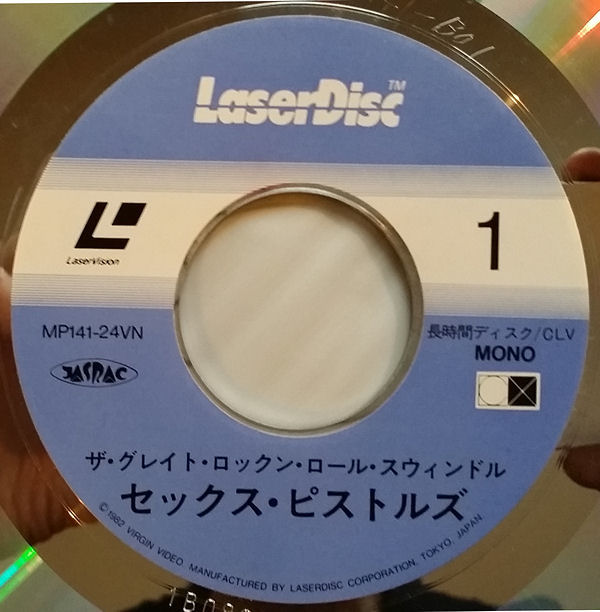 LaserDisc™
LaserVision
1
MP141-24VN
長時間ディスク/CLV
MONO
JASRAC
ザ・グレイト・ロックン・ロール・スウィンドル
セックス・ピストルズ
©1982 VIRGIN VIDEO. MANUFACTURED BY LASERDISC CORPORATION, TOKYO, JAPAN